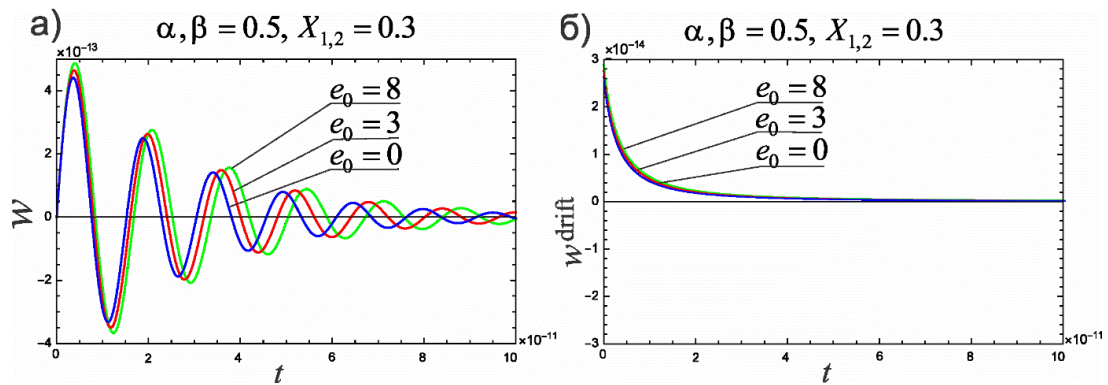 а)
α, β = 0.5, X₁,₂ = 0.3
×10⁻¹³
4
2
0
−2
−4
w
e₀ = 8
e₀ = 3
e₀ = 0
0 2 4 6 8 10
×10⁻¹¹
t
б)
α, β = 0.5, X₁,₂ = 0.3
×10⁻¹⁴
3
2
1
0
−1
−2
−3
w^drift
e₀ = 8
e₀ = 3
e₀ = 0
0 2 4 6 8 10
×10⁻¹¹
t